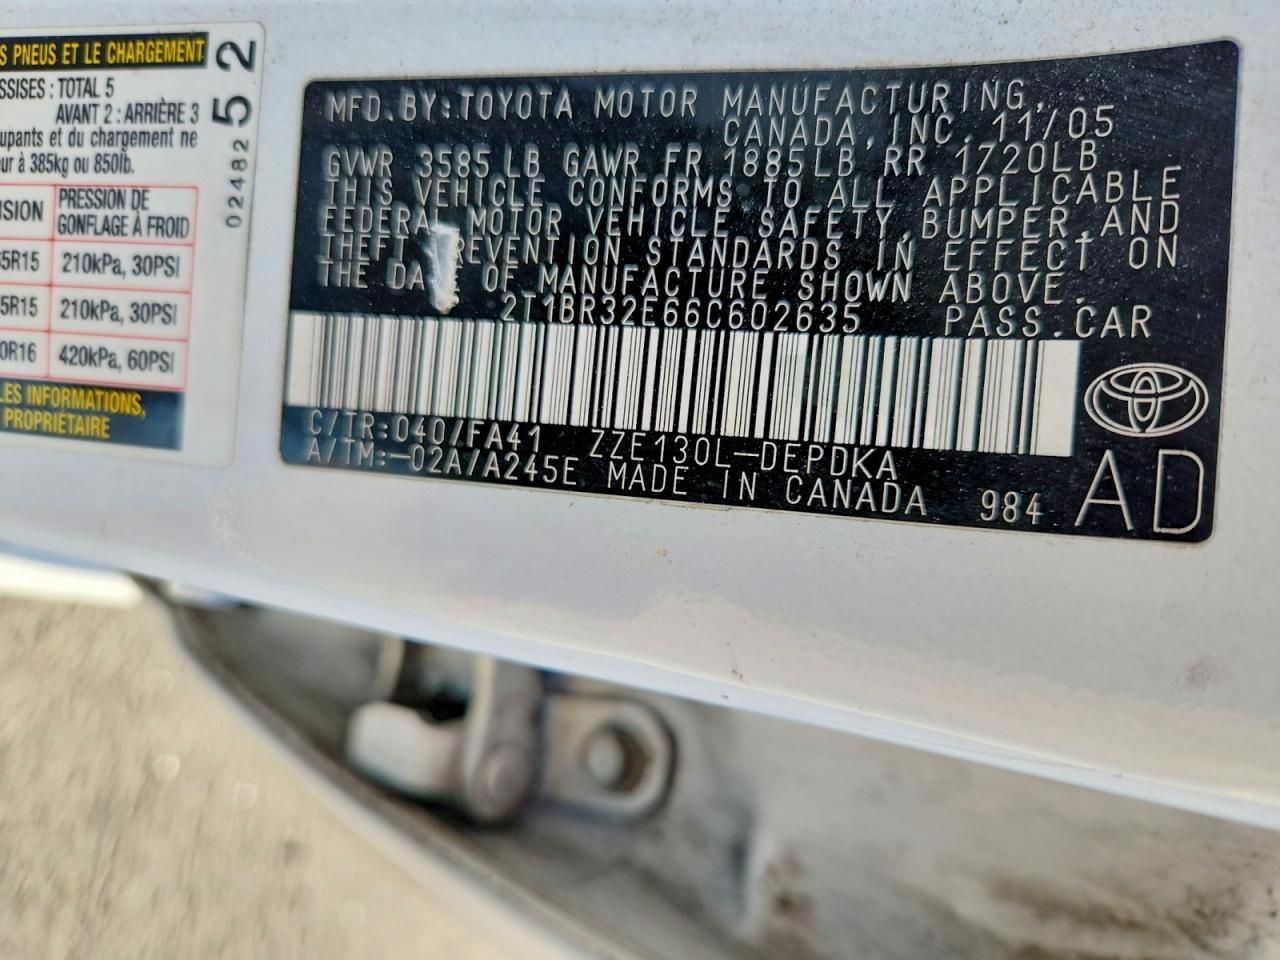 S PNEUS ET LE CHARGEMENT
SSISES : TOTAL 5
AVANT 2 : ARRIÈRE 3
upants et du chargement ne
ur à 385kg ou 850lb.
NSION PRESSION DE
GONFLAGE À FROID
5R15 210kPa, 30PSI
5R15 210kPa, 30PSI
0R16 420kPa, 60PSI
LES INFORMATIONS,
PROPRIÉTAIRE
02482 52
MFD.BY:TOYOTA MOTOR MANUFACTURING,
CANADA,INC.11/05
GVWR 3585LB GAWR FR 1885LB RR 1720LB
THIS VEHICLE CONFORMS TO ALL APPLICABLE
FEDERAL MOTOR VEHICLE SAFETY,BUMPER,AND
THEFT REVENTION STANDARDS IN EFFECT ON
THE DA OF MANUFACTURE SHOWN ABOVE.
2T1BR32E66C602635 PASS.CAR
C/TR:040/FA41 ZZE130L-DEPDKA
A/TM:-02A/A245E MADE IN CANADA 984 AD